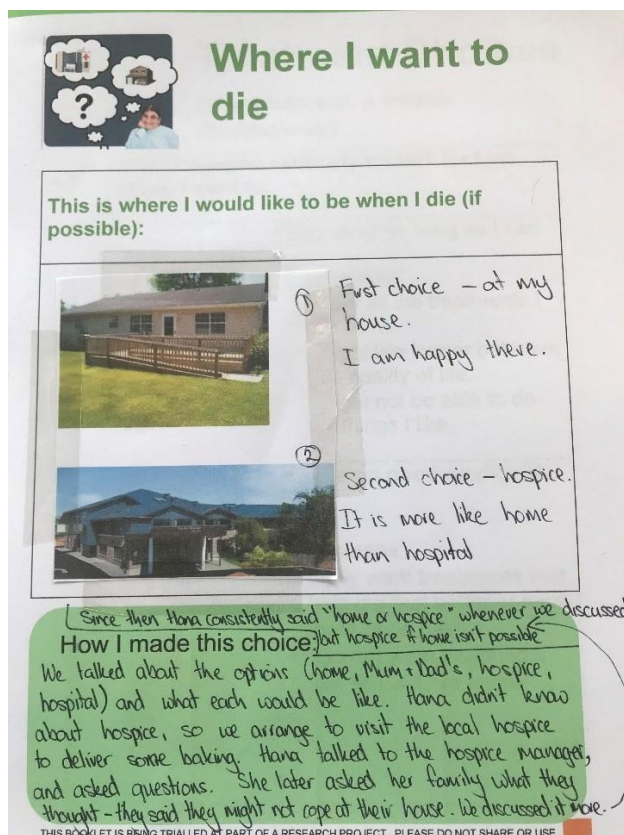 Where I want to
die
This is where I would like to be when I die (if
possible):
① First choice - at my
house.
I am happy there.
② Second choice - hospice.
It is more like home
than hospital
Since then Hana consistently said "home or hospice" whenever we discussed
How I made this choice: but hospice if home isn't possible"
We talked about the options (home, Mum + Dad's, hospice,
hospital) and what each would be like. Hana didn't know
about hospice, so we arrange to visit the local hospice
to deliver some baking. Hana talked to the hospice manager,
and asked questions. She later asked her family what they
thought - they said they might not cope at their house. We discussed it more.
THIS BOOKLET IS BEING TRIALLED AT PART OF A RESEARCH PROJECT. PLEASE DO NOT SHARE OR USE